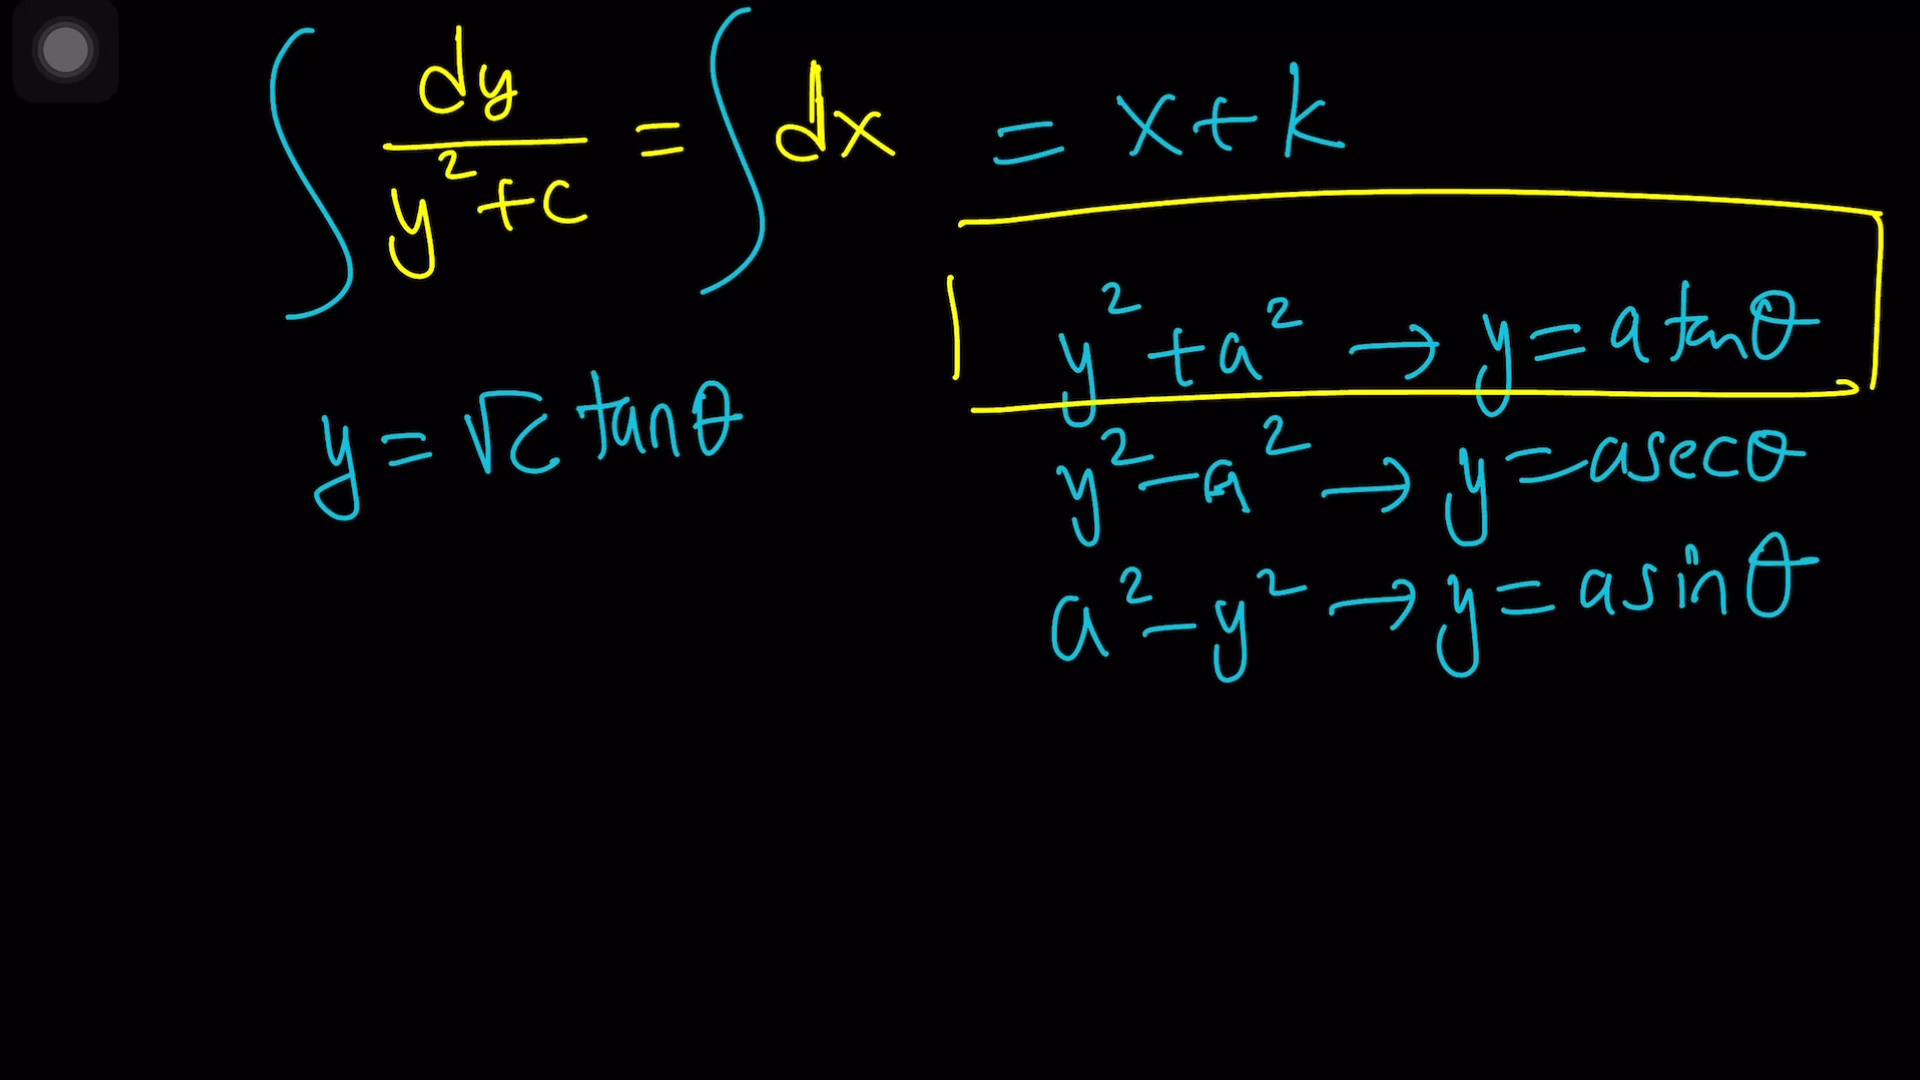 ∫ dy/(y²+c) = ∫ dx = x+k
y² + a² → y = a tanθ
y = √c tanθ
y² - a² → y = a secθ
a² - y² → y = a sinθ